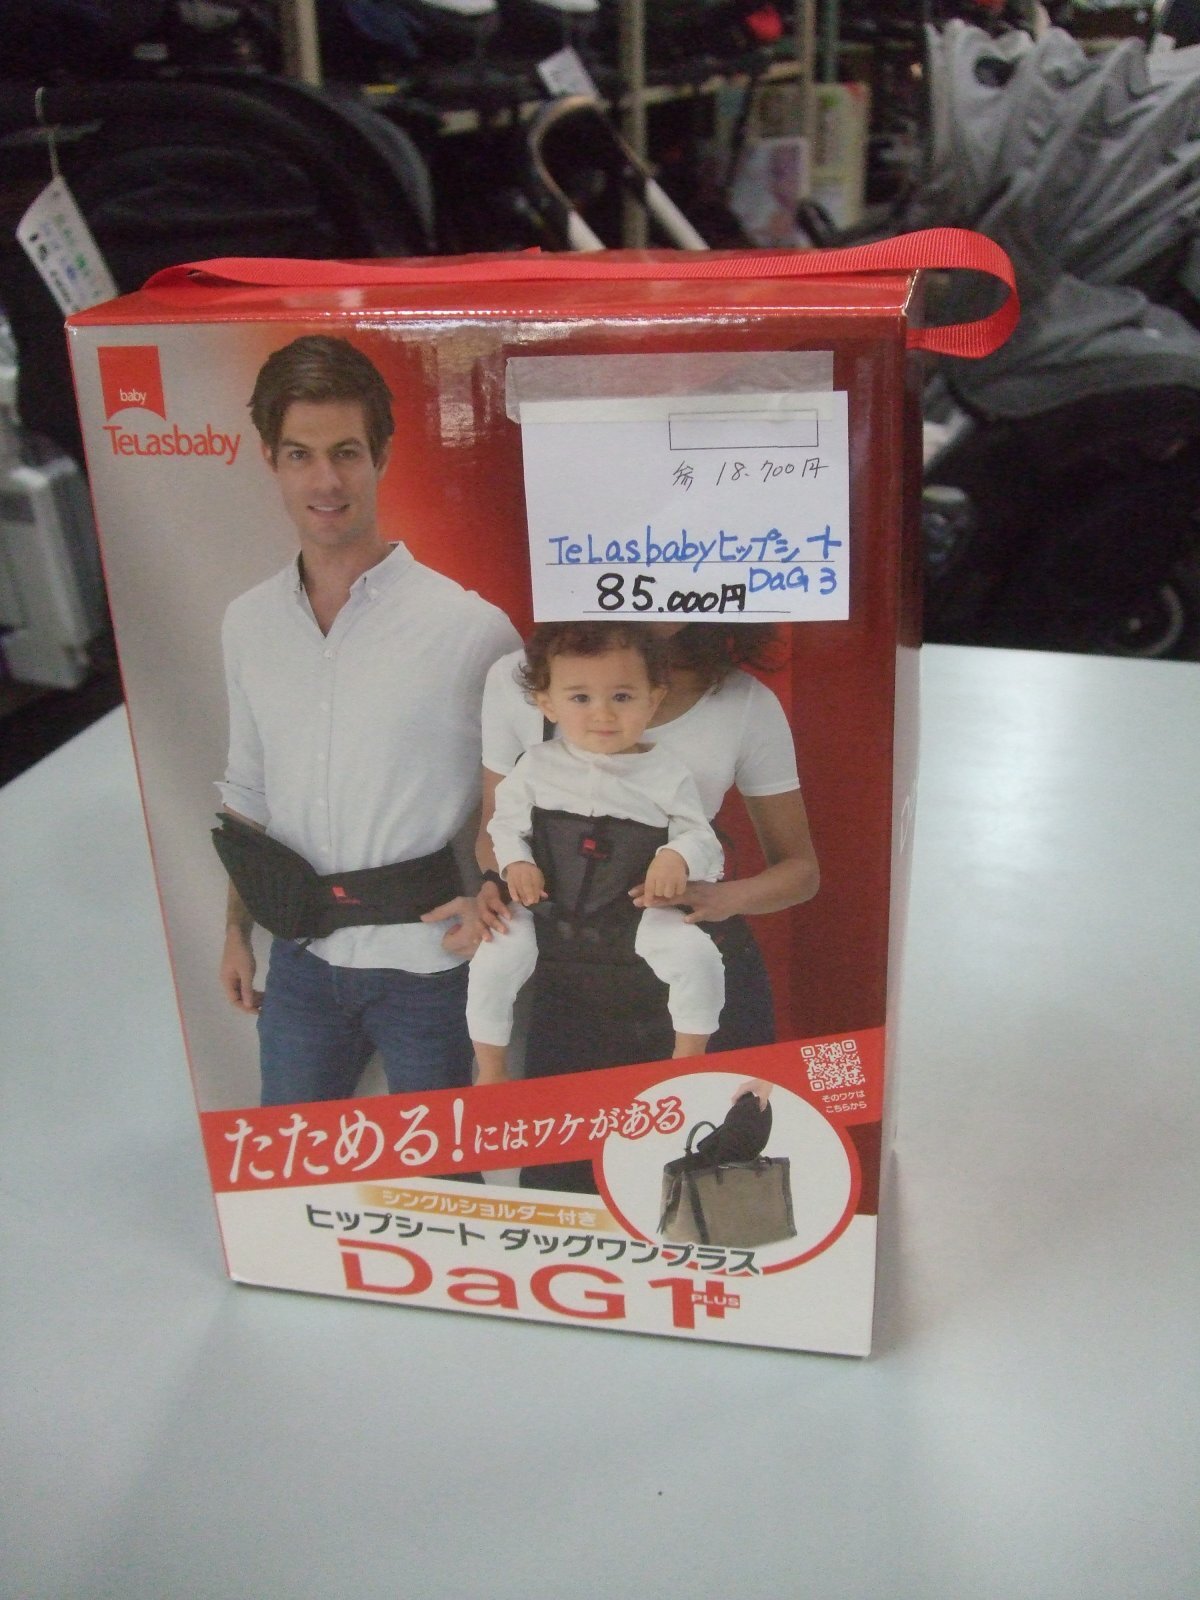 baby
TeLasbaby
参 18.700円
TeLasbabyヒップシート
DaG 3
85.000円
そのワケは
こちらから
たためる!にはワケがある
シングルショルダー付き
ヒップシート ダッグワンプラス
DaG 1+
PLUS